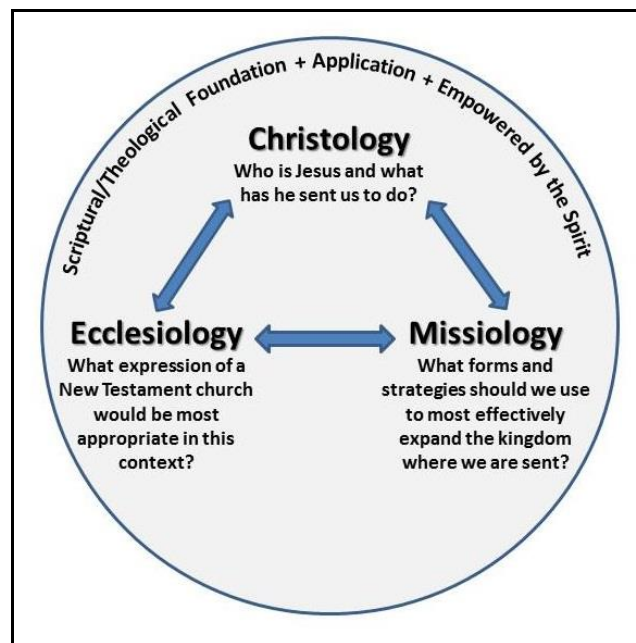 Scriptural/Theological Foundation + Application + Empowered by the Spirit
Christology
Who is Jesus and what
has he sent us to do?
Ecclesiology
What expression of a
New Testament church
would be most
appropriate in this
context?
Missiology
What forms and
strategies should we use
to most effectively
expand the kingdom
where we are sent?